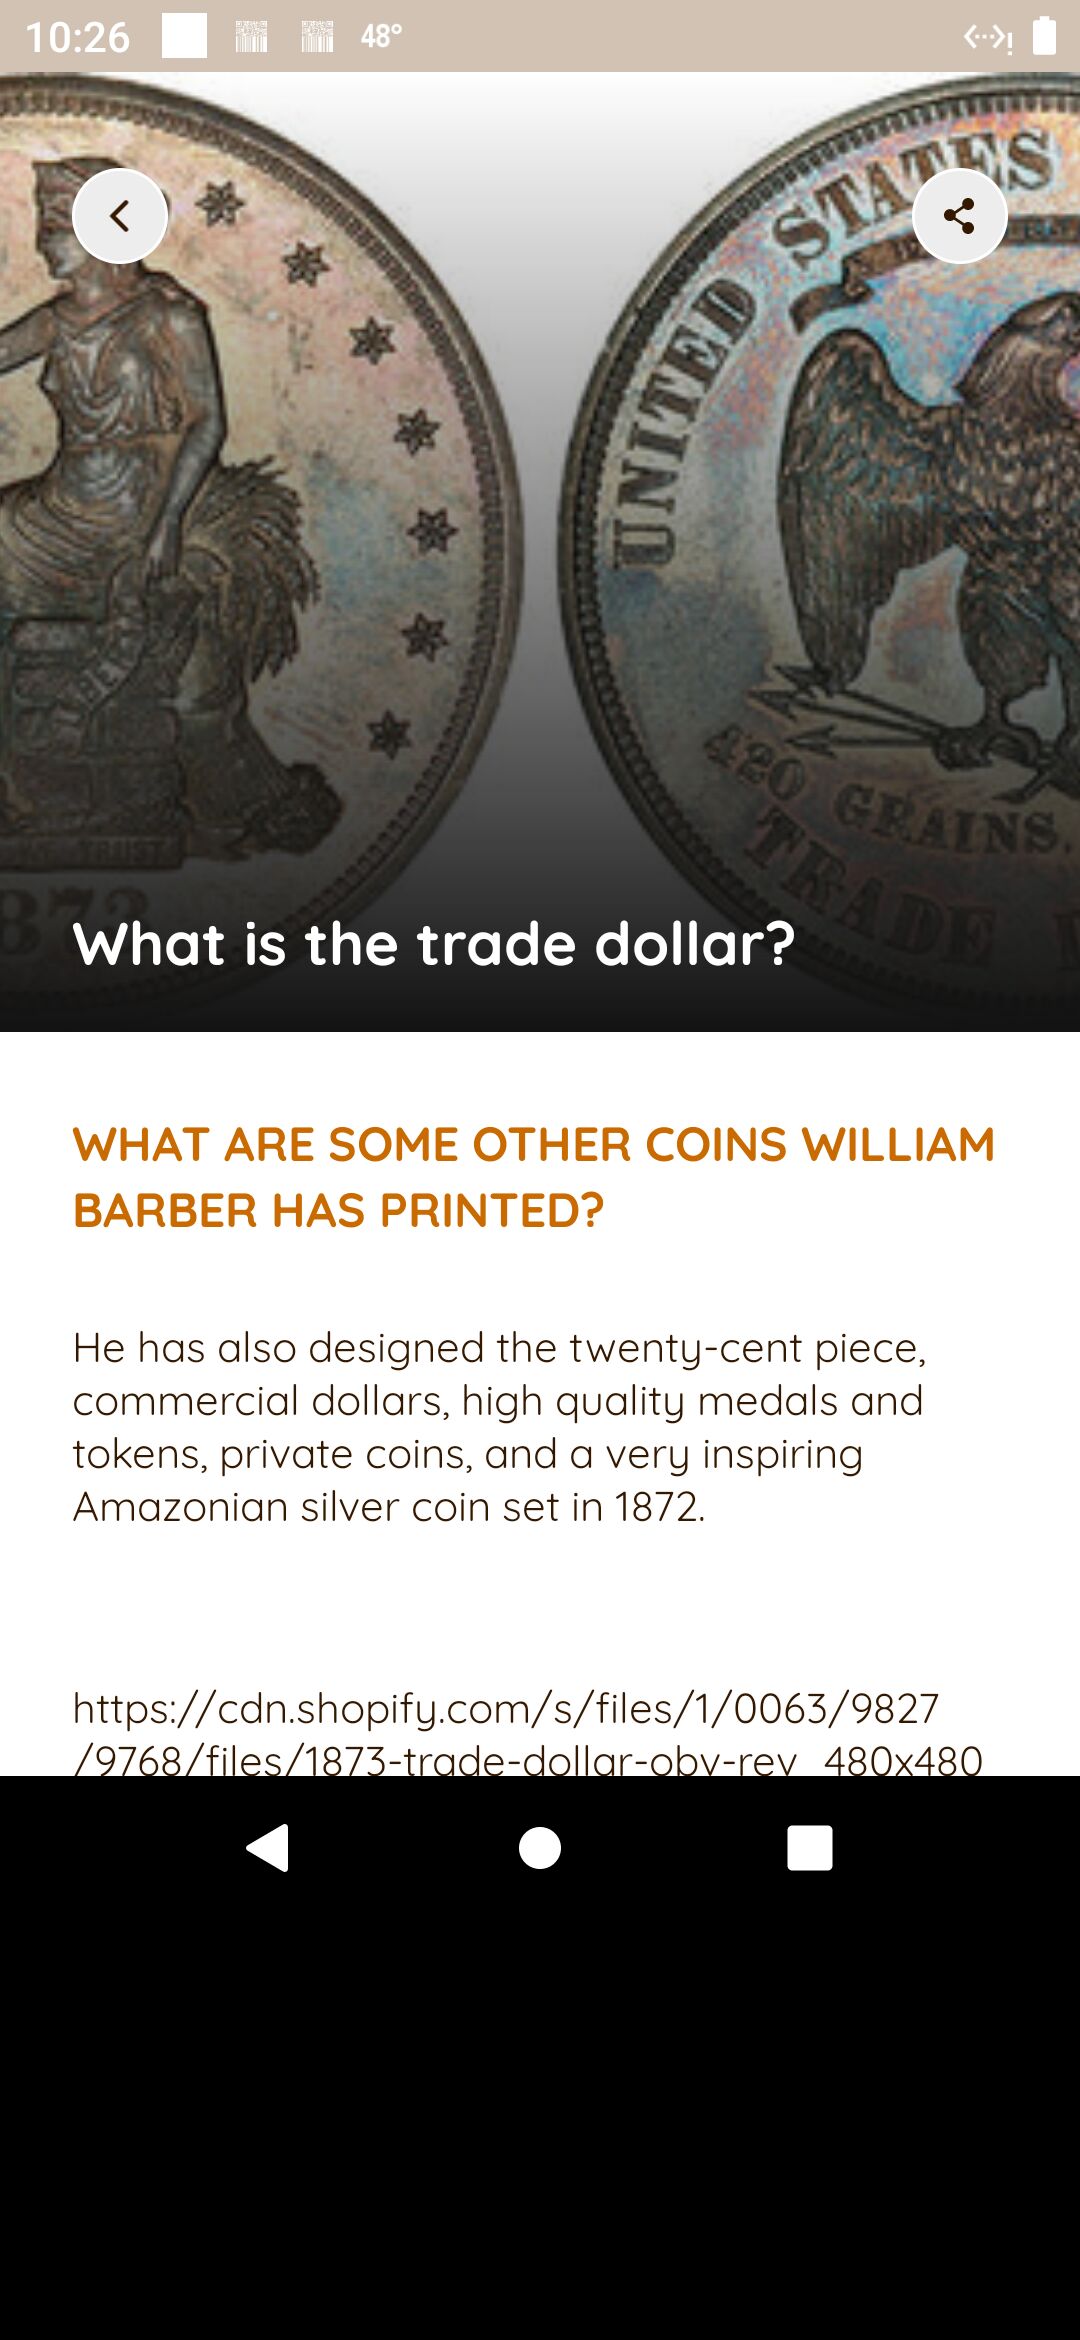 10:26
48°
STATES
UNITED
420 GRAINS.
TRADE
TRUST
1873
What is the trade dollar?
WHAT ARE SOME OTHER COINS WILLIAM
BARBER HAS PRINTED?
He has also designed the twenty-cent piece,
commercial dollars, high quality medals and
tokens, private coins, and a very inspiring
Amazonian silver coin set in 1872.
https://cdn.shopify.com/s/files/1/0063/9827
/9768/files/1873-trade-dollar-obv-rev_480x480